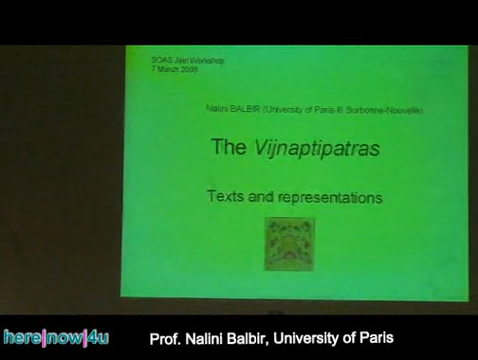 SOAS Jain Workshop
7 March 2008
Nalini BALBIR (University of Paris-III Sorbonne-Nouvelle)
The Vijnaptipatras
Texts and representations
here|now|4u
Prof. Nalini Balbir, University of Paris